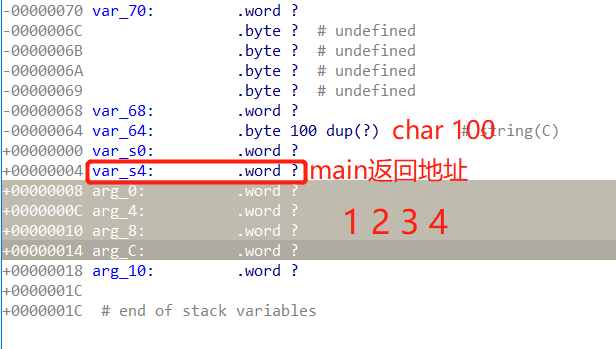 -00000070 var_70: .word ?
-0000006C .byte ? # undefined
-0000006B .byte ? # undefined
-0000006A .byte ? # undefined
-00000069 .byte ? # undefined
-00000068 var_68: .word ?
-00000064 var_64: .byte 100 dup(?) char 100 # string(C)
+00000000 var_s0: .word ?
+00000004 var_s4: .word ? main返回地址
+00000008 arg_0: .word ?
+0000000C arg_4: .word ?
+00000010 arg_8: .word ? 1 2 3 4
+00000014 arg_C: .word ?
+00000018 arg_10: .word ?
+0000001C
+0000001C # end of stack variables